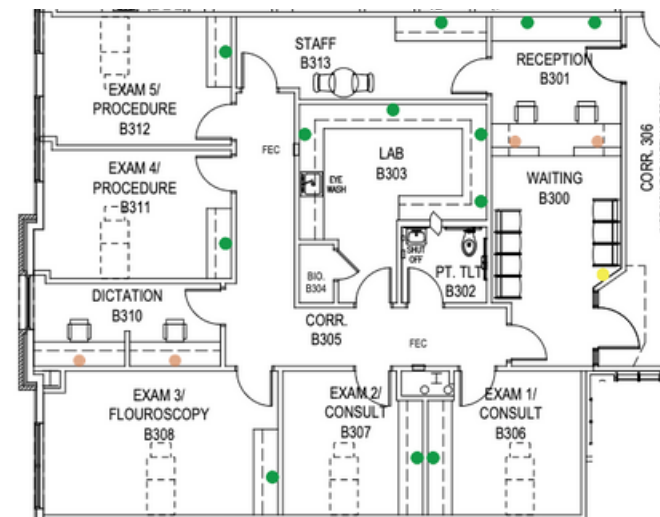 STAFF
B313
RECEPTION
B301
EXAM 5/
PROCEDURE
B312
FEC
LAB
B303
EYE
WASH
CORR. 306
EXAM 4/
PROCEDURE
B311
WAITING
B300
SHUT
OFF
PT. TLT
B302
BIO.
B304
DICTATION
B310
CORR.
B305
FEC
EXAM 3/
FLOUROSCOPY
B308
EXAM 2/
CONSULT
B307
EXAM 1/
CONSULT
B306